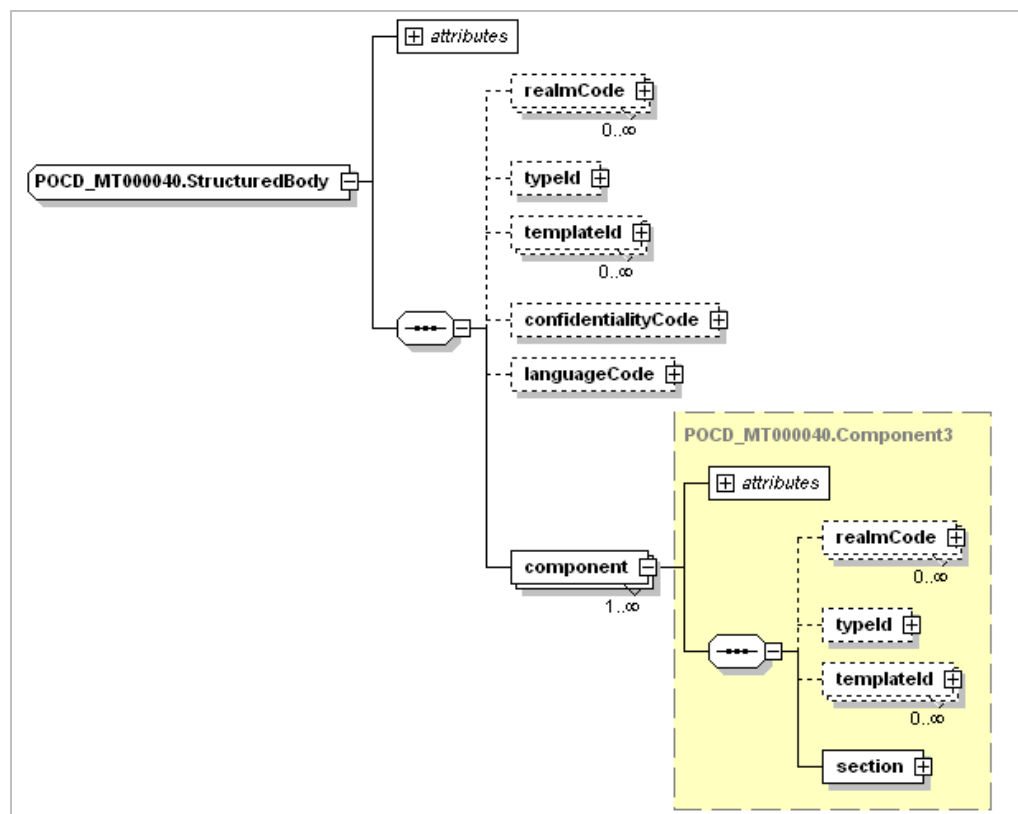 attributes
realmCode
0..∞
POCD_MT000040.StructuredBody
typeId
templateId
0..∞
confidentialityCode
languageCode
POCD_MT000040.Component3
attributes
realmCode
0..∞
component
1..∞
typeId
templateId
0..∞
section